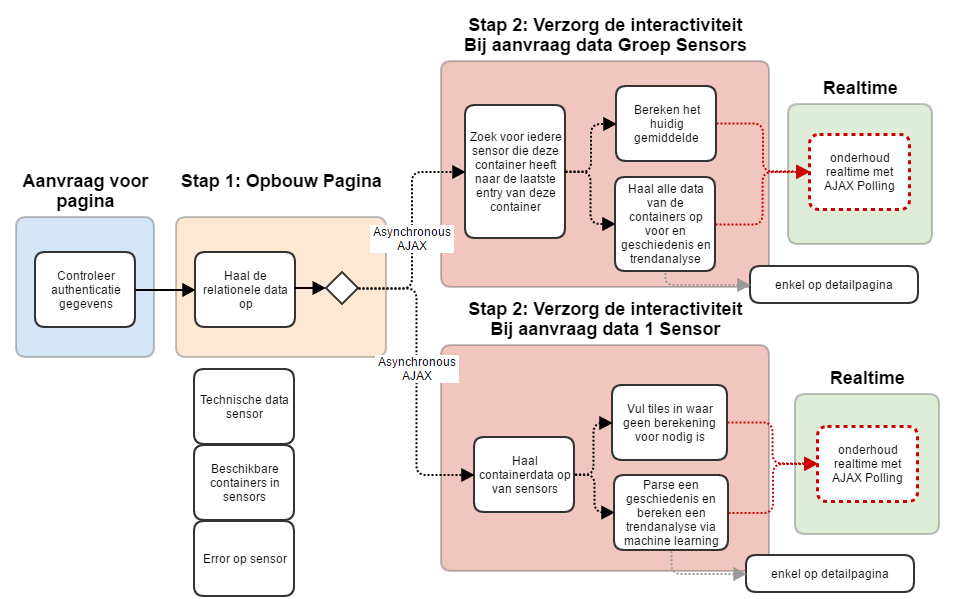 Aanvraag voor
pagina
Controleer
authenticatie
gegevens
Stap 1: Opbouw Pagina
Haal de
relationele data
op
Technische data
sensor
Beschikbare
containers in
sensors
Error op sensor
Asynchronous
AJAX
Asynchronous
AJAX
Stap 2: Verzorg de interactiviteit
Bij aanvraag data Groep Sensors
Zoek voor iedere
sensor die deze
container heeft
naar de laatste
entry van deze
container
Bereken het
huidig
gemiddelde
Haal alle data
van de
containers op
voor en
geschiedenis en
trendanalyse
Realtime
onderhoud
realtime met
AJAX Polling
enkel op detailpagina
Stap 2: Verzorg de interactiviteit
Bij aanvraag data 1 Sensor
Haal
containerdata op
van sensors
Vul tiles in waar
geen berekening
voor nodig is
Parse een
geschiedenis en
bereken een
trendanalyse via
machine learning
Realtime
onderhoud
realtime met
AJAX Polling
enkel op detailpagina